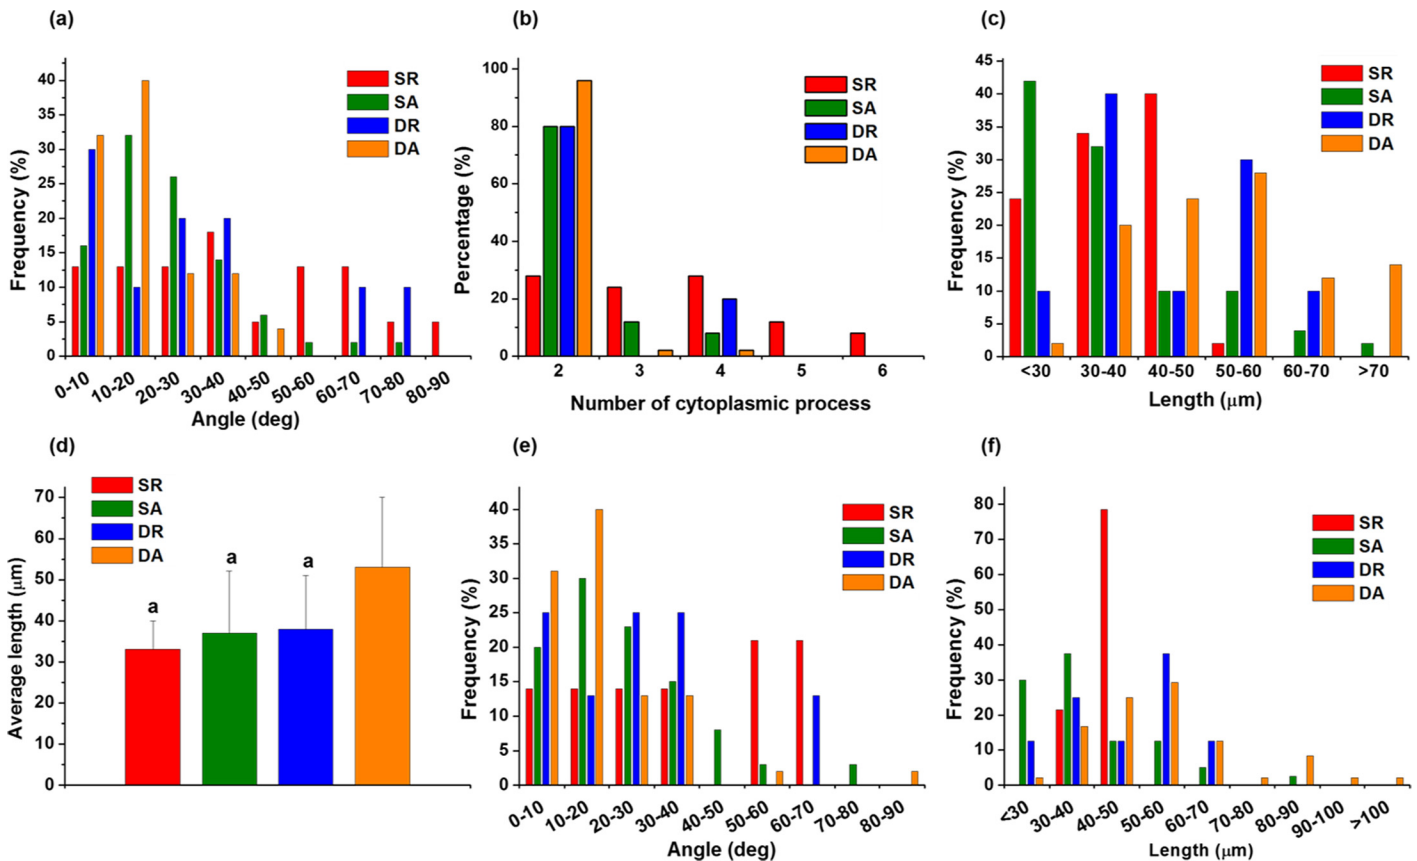 (a)
Frequency (%)
40
35
30
25
20
15
10
5
0
SR
SA
DR
DA
0-10
10-20
20-30
30-40
40-50
50-60
60-70
70-80
80-90
Angle (deg)
(b)
Percentage (%)
100
80
60
40
20
0
SR
SA
DR
DA
2
3
4
5
6
Number of cytoplasmic process
(c)
Frequency (%)
45
40
35
30
25
20
15
10
5
0
SR
SA
DR
DA
<30
30-40
40-50
50-60
60-70
>70
Length (μm)
(d)
Average length (μm)
70
60
50
40
30
20
10
0
SR
SA
DR
DA
a
a
a
(e)
Frequency (%)
40
35
30
25
20
15
10
5
0
SR
SA
DR
DA
0-10
10-20
20-30
30-40
40-50
50-60
60-70
70-80
80-90
Angle (deg)
(f)
Frequency (%)
80
70
60
50
40
30
20
10
0
SR
SA
DR
DA
<30
30-40
40-50
50-60
60-70
70-80
80-90
90-100
>100
Length (μm)